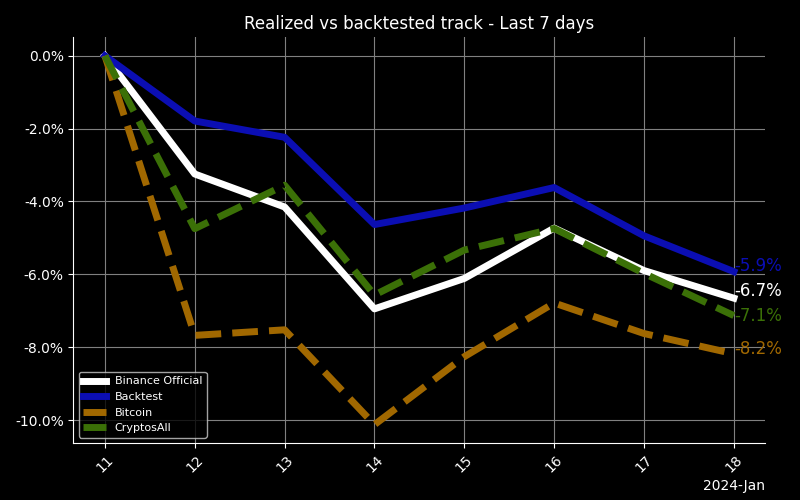 Realized vs backtested track - Last 7 days
0.0%
-2.0%
-4.0%
-6.0%
-8.0%
-10.0%
-5.9%
-6.7%
-7.1%
-8.2%
Binance Official
Backtest
Bitcoin
CryptosAll
11 12 13 14 15 16 17 18
2024-Jan